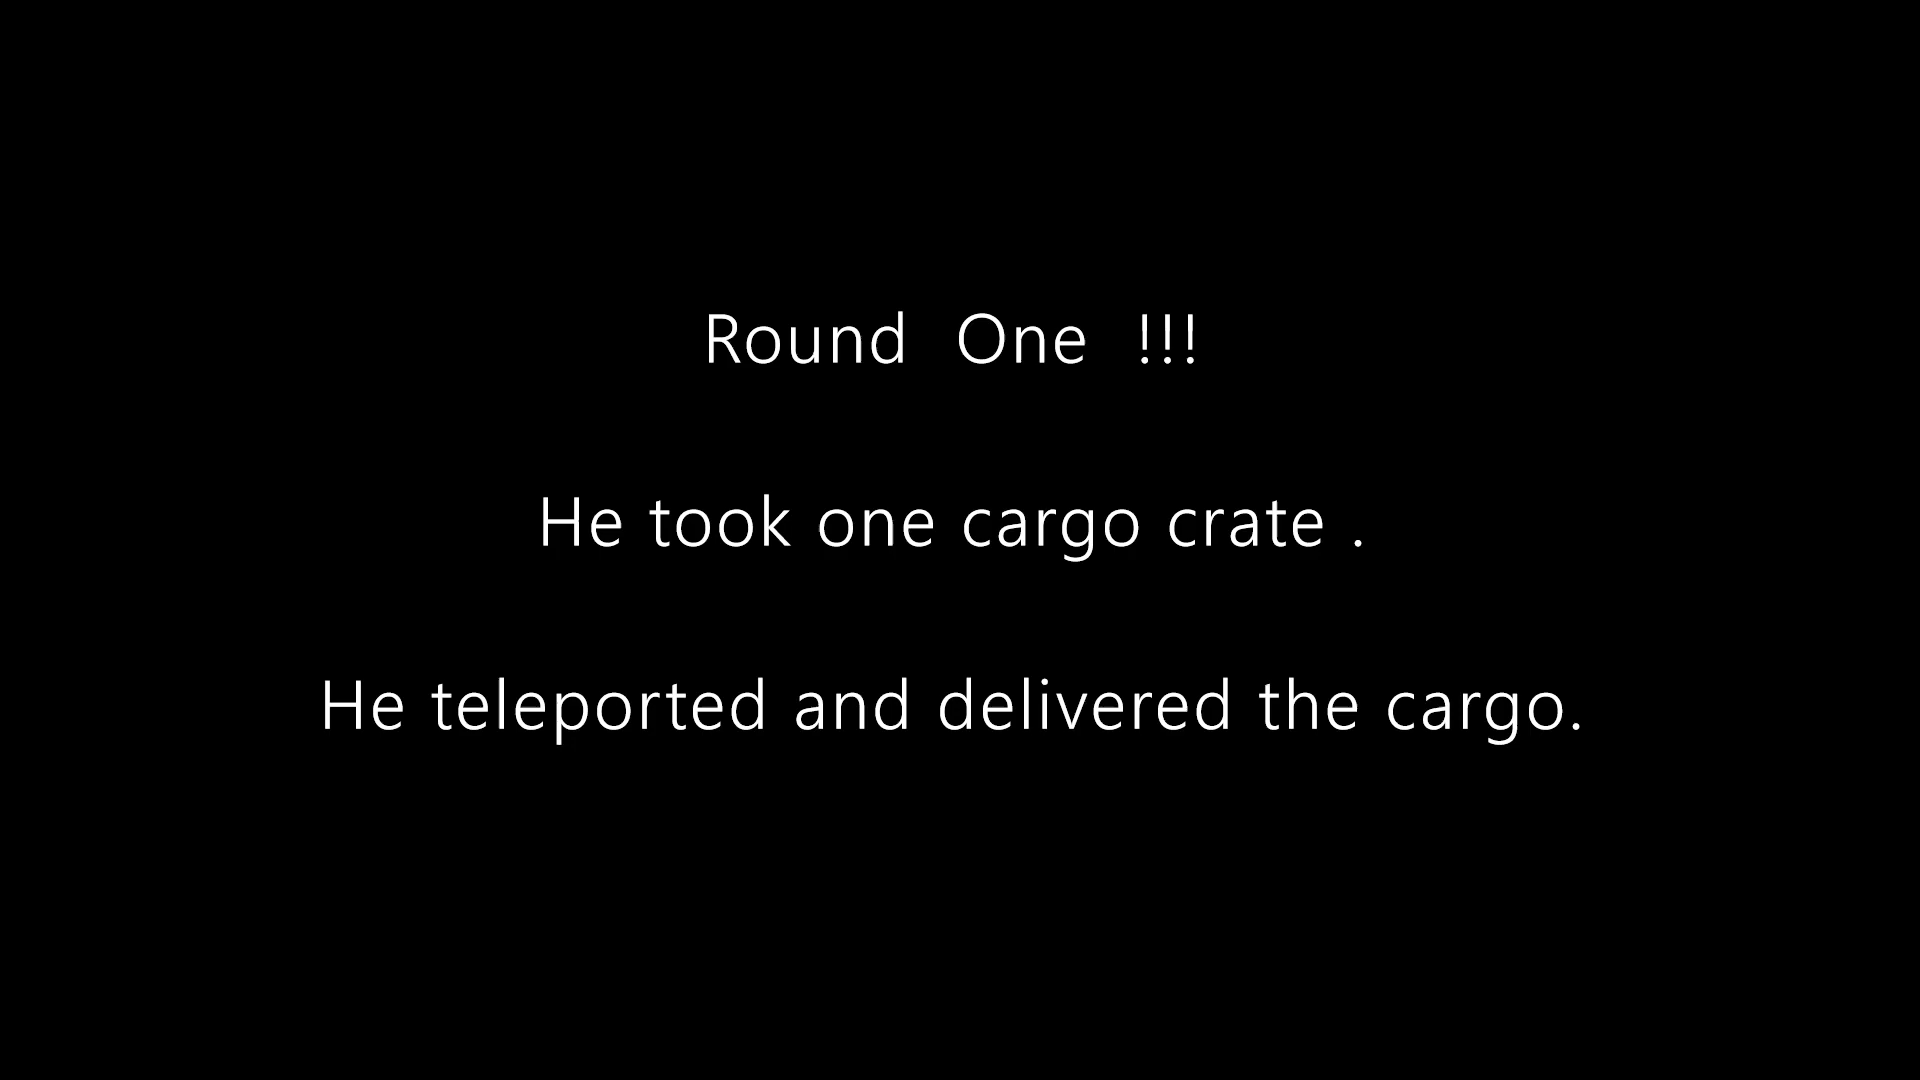 Round  One  !!!
He took one cargo crate .
He teleported and delivered the cargo.